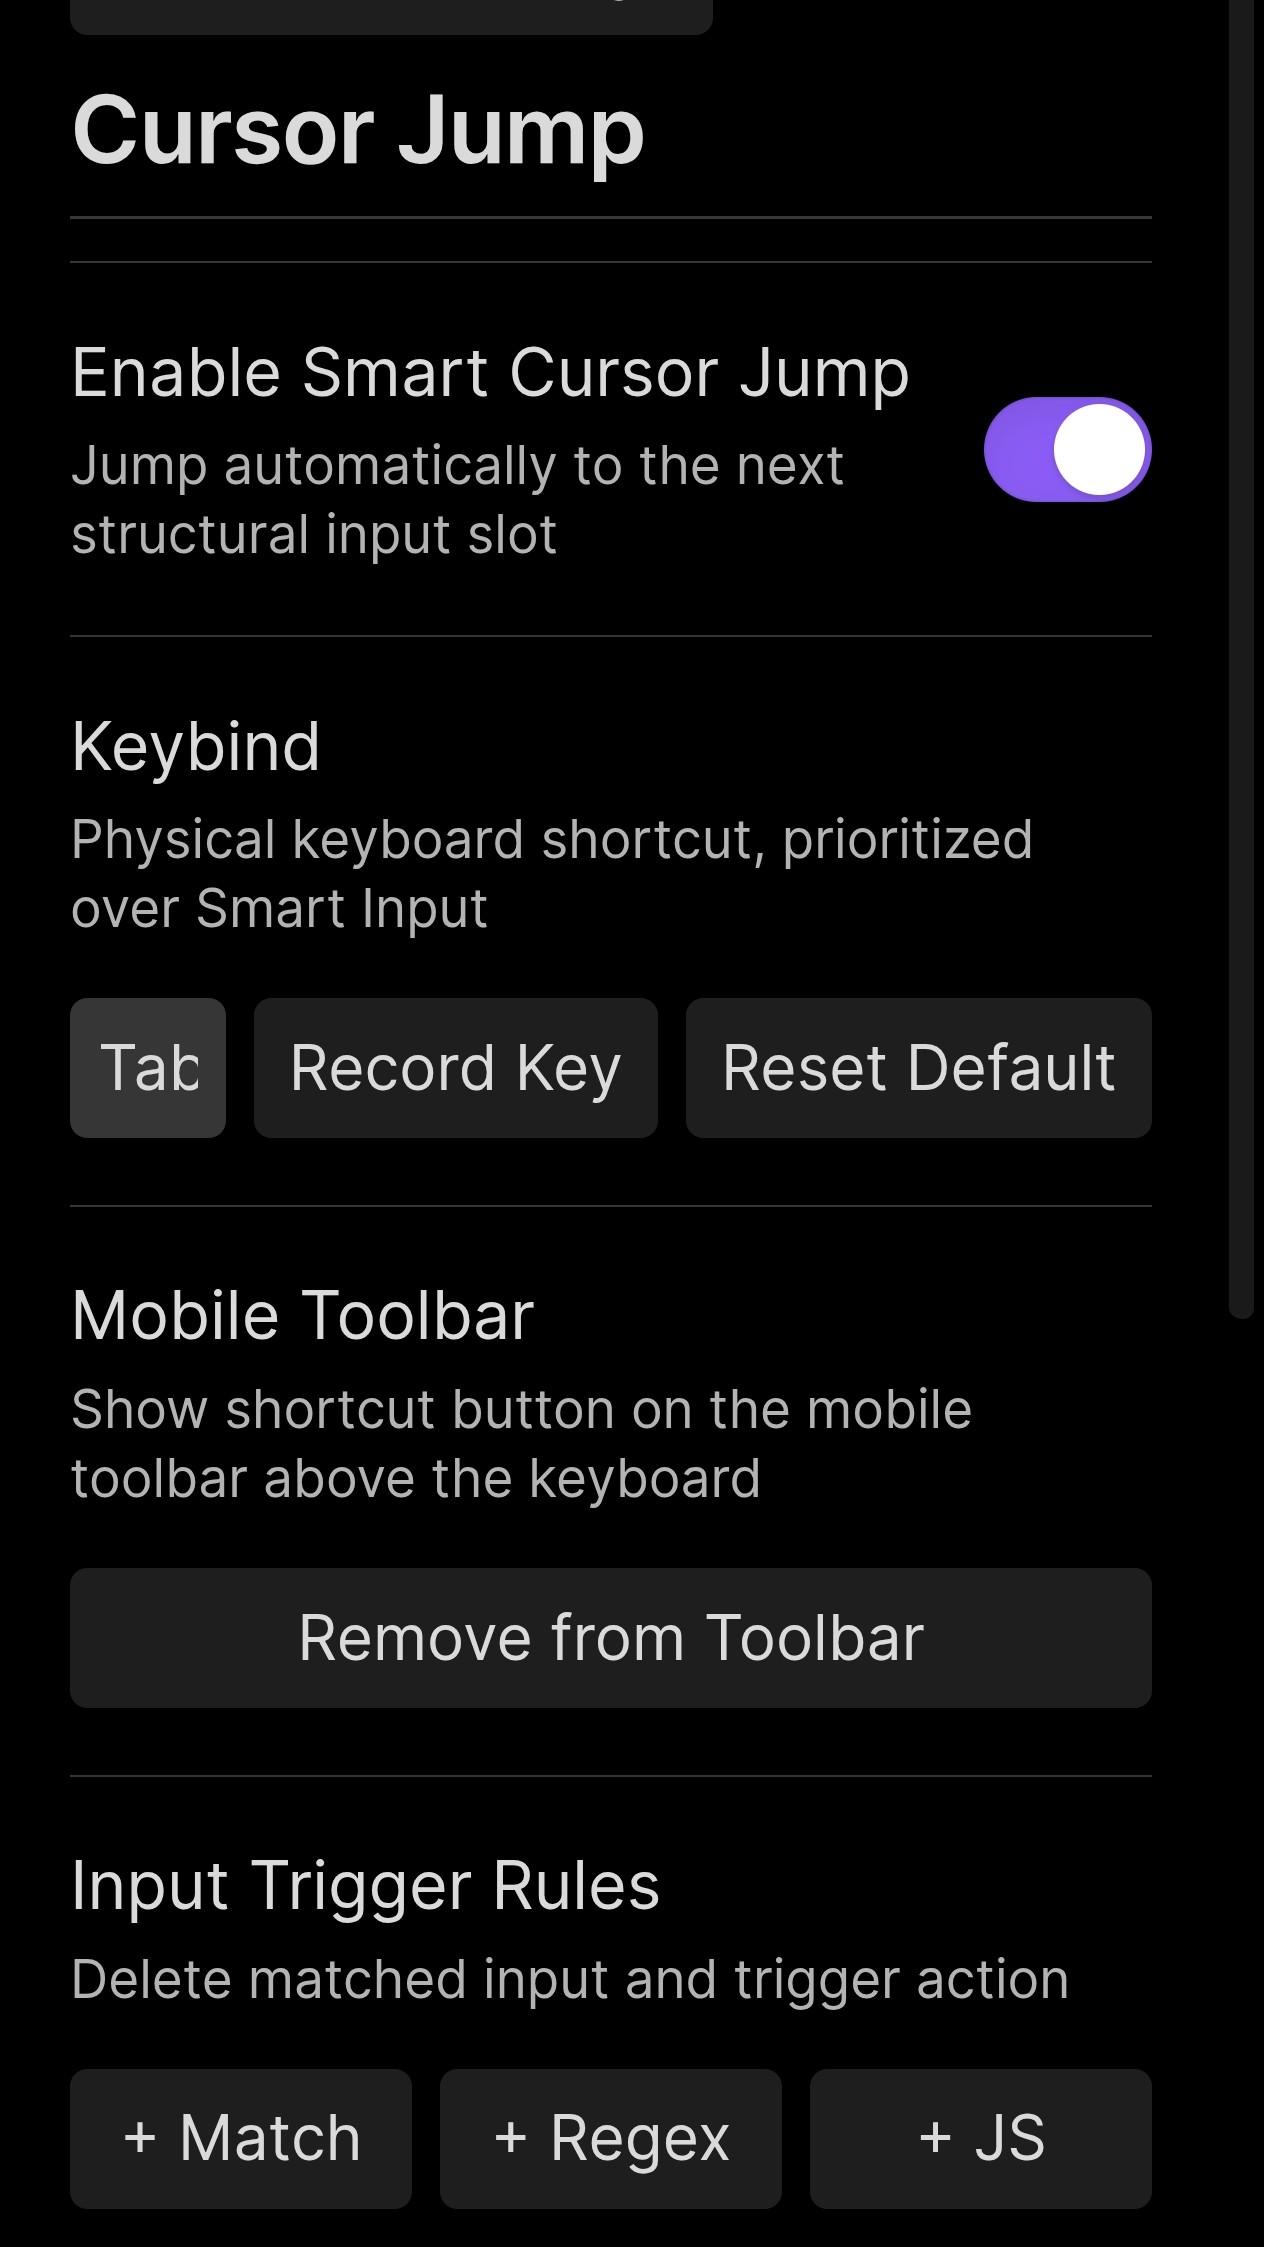 Cursor Jump
Enable Smart Cursor Jump
Jump automatically to the next
structural input slot
Keybind
Physical keyboard shortcut, prioritized
over Smart Input
Tab
Record Key
Reset Default
Mobile Toolbar
Show shortcut button on the mobile
toolbar above the keyboard
Remove from Toolbar
Input Trigger Rules
Delete matched input and trigger action
+ Match
+ Regex
+ JS